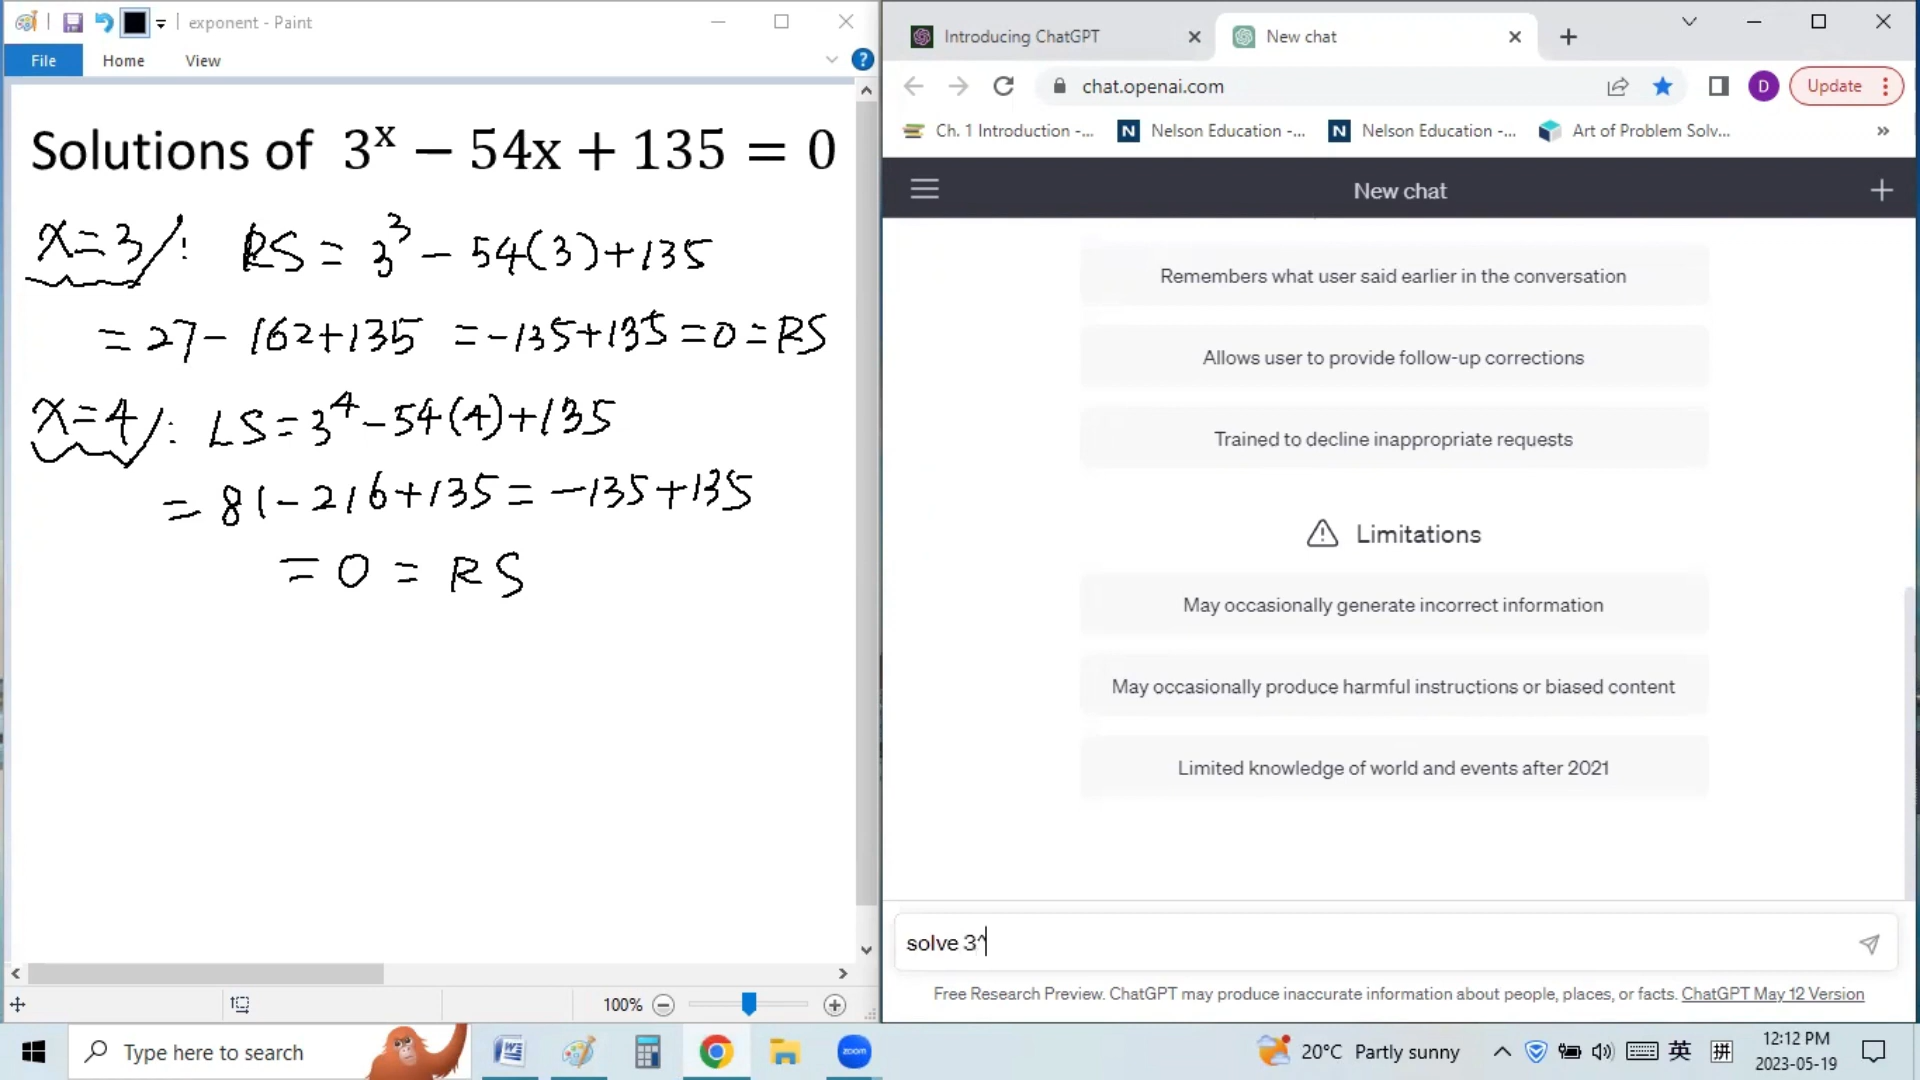 exponent - Paint
File Home View
Solutions of 3ˣ − 54x + 135 = 0
x=3: RS = 3³ − 54(3)+135
= 27 − 162+135 = −135+135 = 0 = RS
x=4: LS = 3⁴ − 54(4)+135
= 81 − 216+135 = −135+135
= 0 = RS
100%
Introducing ChatGPT
New chat
chat.openai.com
Update
D
Ch. 1 Introduction -...
Nelson Education -...
Nelson Education -...
Art of Problem Solv...
New chat
Remembers what user said earlier in the conversation
Allows user to provide follow-up corrections
Trained to decline inappropriate requests
Limitations
May occasionally generate incorrect information
May occasionally produce harmful instructions or biased content
Limited knowledge of world and events after 2021
solve 3^
Free Research Preview. ChatGPT may produce inaccurate information about people, places, or facts. ChatGPT May 12 Version
Type here to search
zoom
20°C Partly sunny
英
拼
12:12 PM
2023-05-19